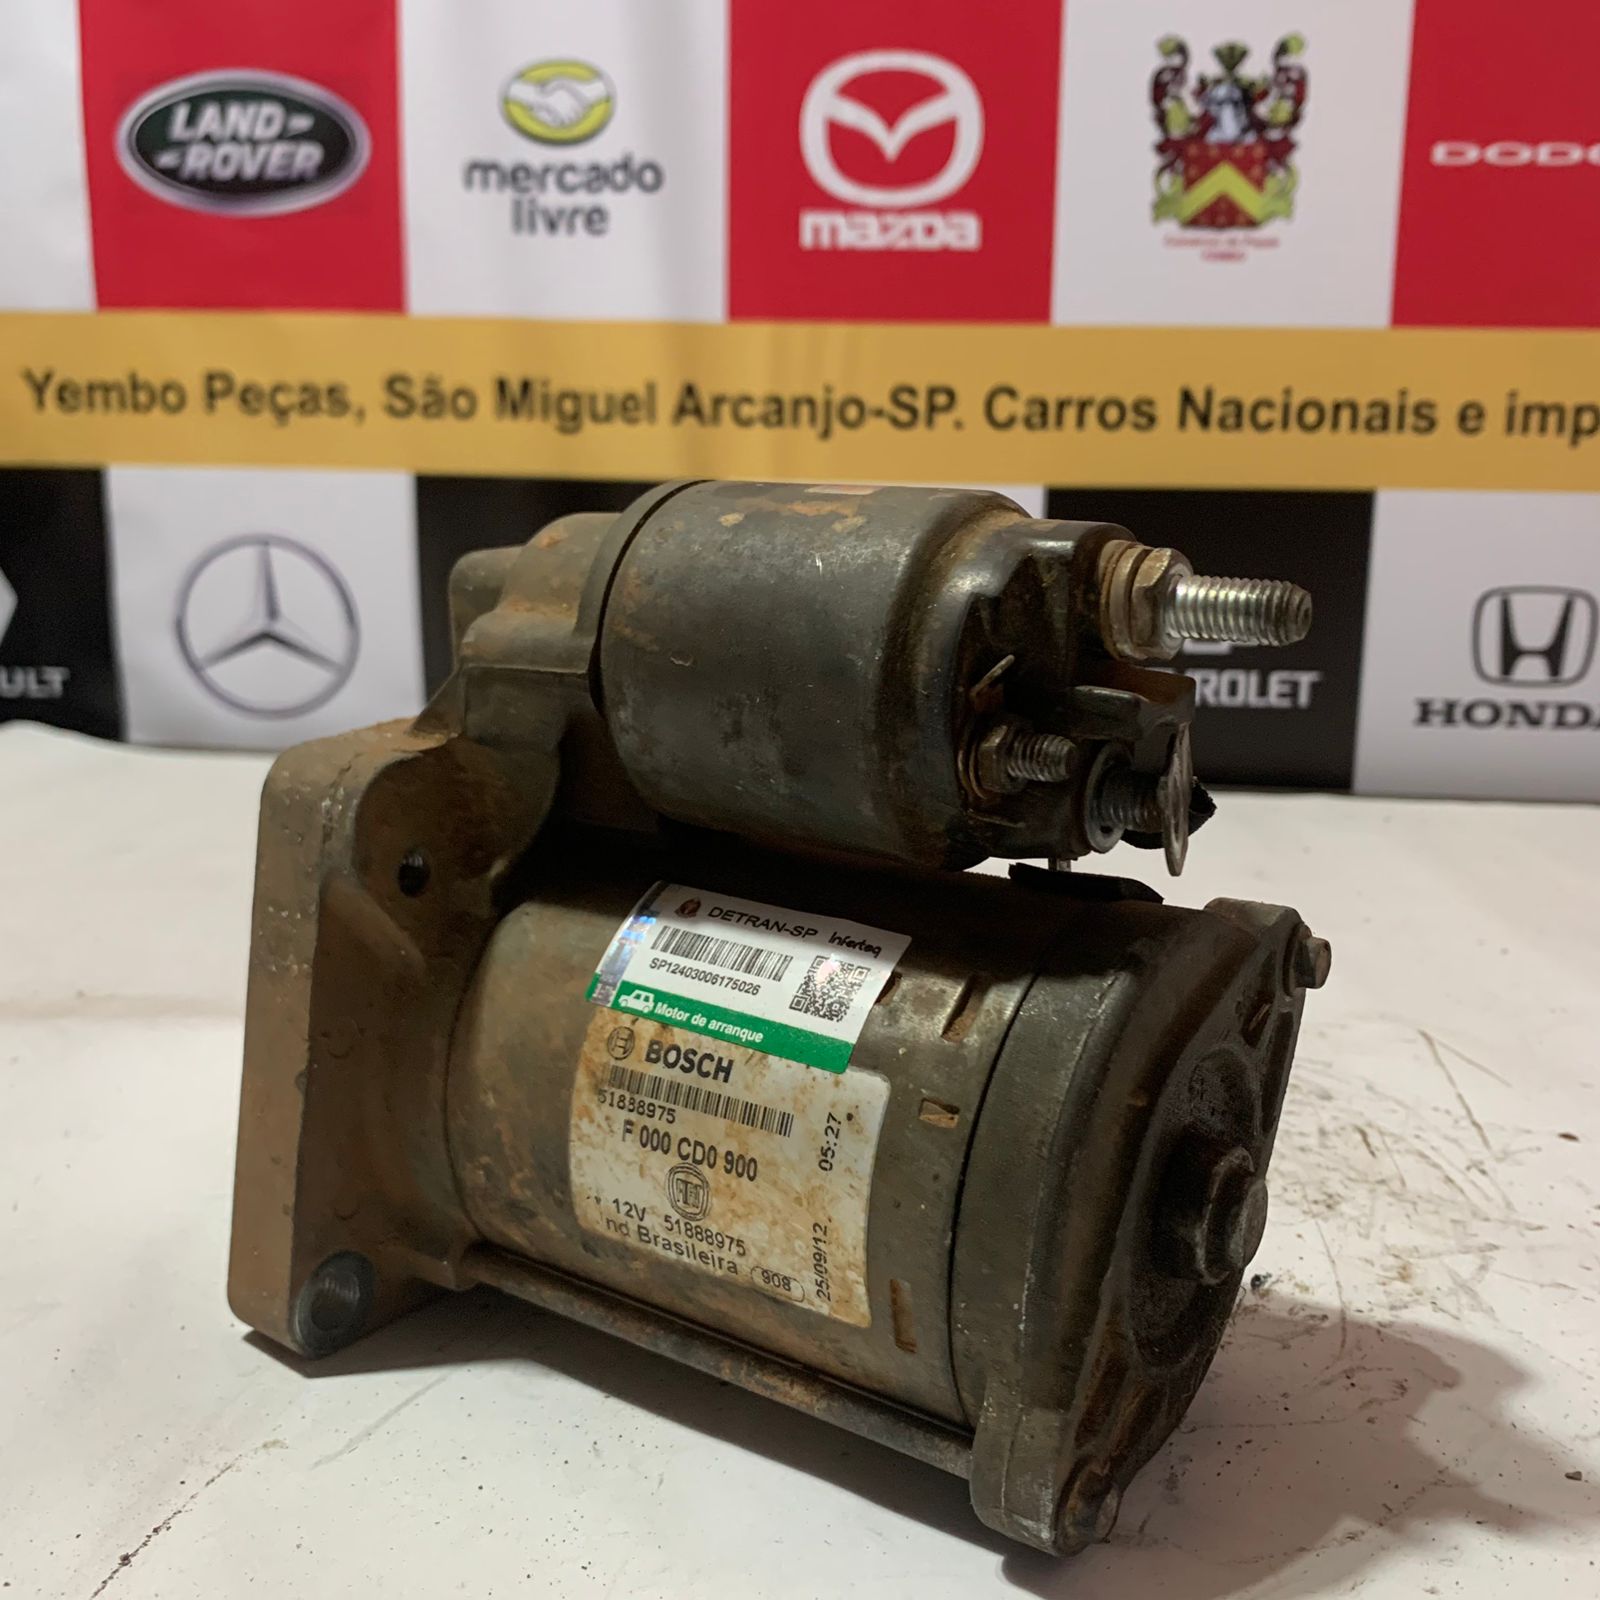 LAND-
-ROVER
mercado
livre
mazda
DODG
Yembo Peças, São Miguel Arcanjo-SP. Carros Nacionais e imp
ULT
ROLET
HONDA
DETRAN-SP Inferteq
SP12403006175026
Motor de arranque
BOSCH
51888975
F 000 CD0 900
FIAT
12V 51888975
nd Brasileira 908
25/09/12 05:27